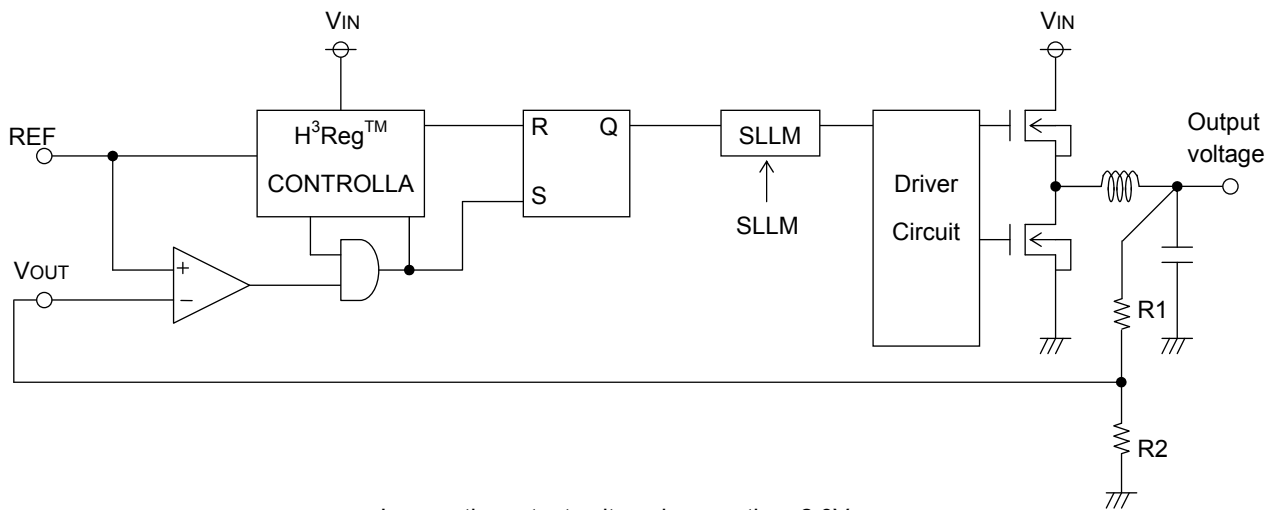 VIN
VIN
REF
H³Reg™
CONTROLLA
R
Q
S
SLLM
SLLM
Driver
Circuit
Output
voltage
VOUT
+
−
R1
R2